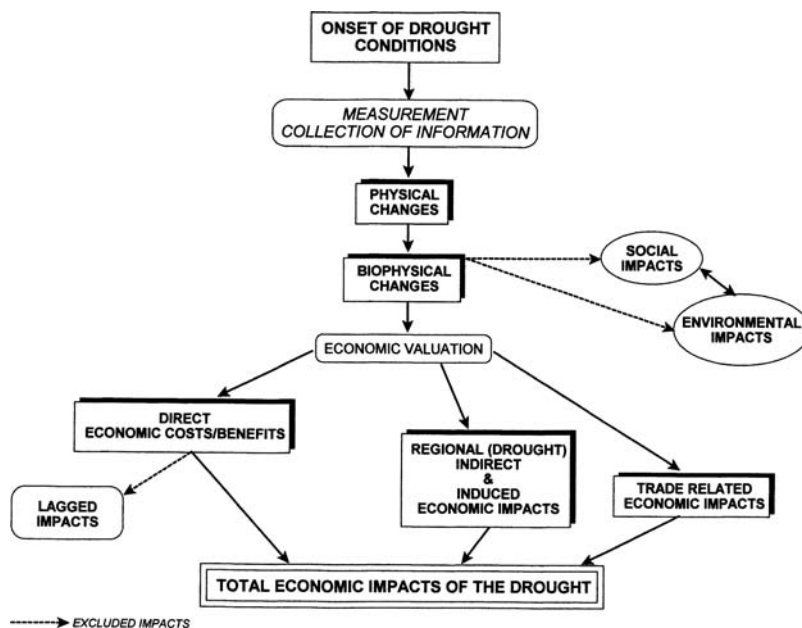 ONSET OF DROUGHT
CONDITIONS
MEASUREMENT
COLLECTION OF INFORMATION
PHYSICAL
CHANGES
BIOPHYSICAL
CHANGES
SOCIAL
IMPACTS
ENVIRONMENTAL
IMPACTS
ECONOMIC VALUATION
DIRECT
ECONOMIC COSTS/BENEFITS
REGIONAL (DROUGHT)
INDIRECT
&
INDUCED
ECONOMIC IMPACTS
TRADE RELATED
ECONOMIC IMPACTS
LAGGED
IMPACTS
TOTAL ECONOMIC IMPACTS OF THE DROUGHT
EXCLUDED IMPACTS